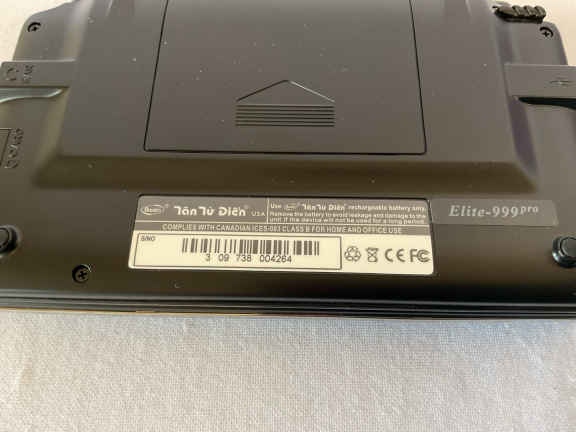 Tân Từ Điển USA
Use Tân Từ Điển rechargeable battery only.
Remove the battery to avoid leakage and damage to the
unit if the device will not be used for a long period.
COMPLIES WITH CANADIAN ICES-003 CLASS B FOR HOME AND OFFICE USE
S/NO
3 09 738 004264
CE FC
Elite-999pro